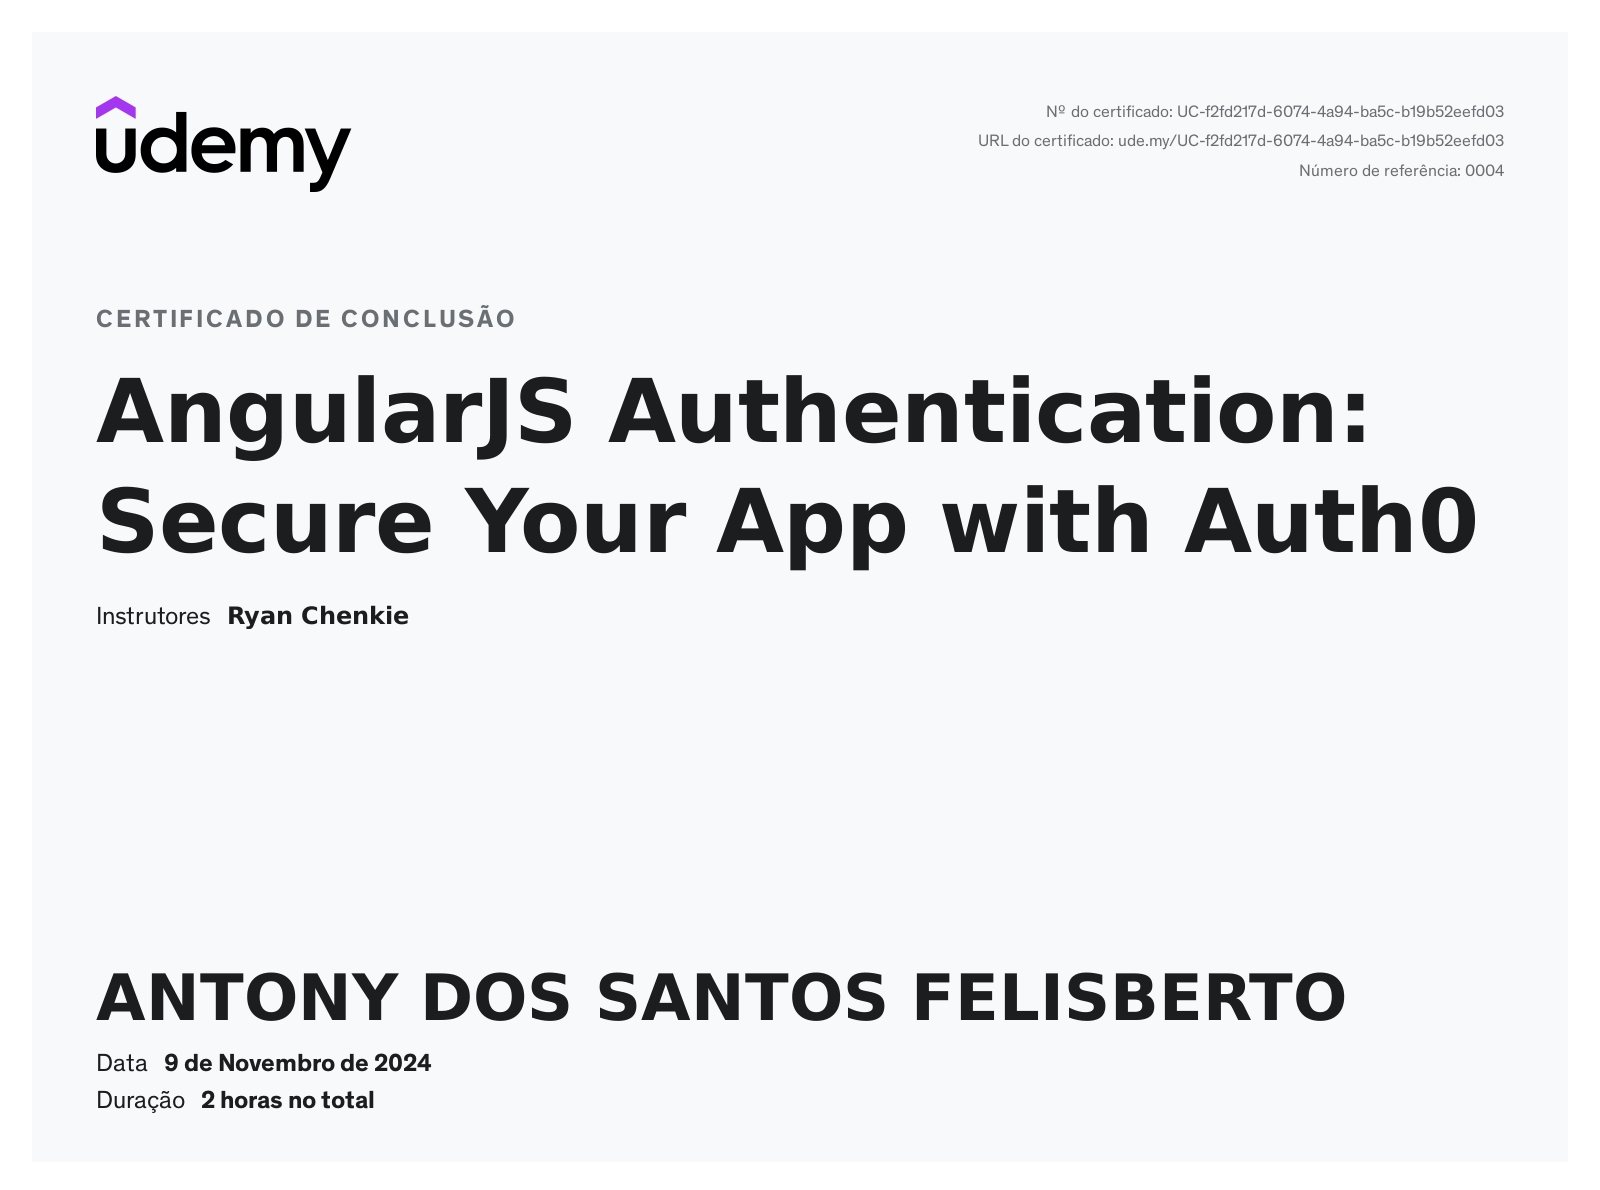 udemy
Nº do certificado: UC-f2fd217d-6074-4a94-ba5c-b19b52eefd03
URL do certificado: ude.my/UC-f2fd217d-6074-4a94-ba5c-b19b52eefd03
Número de referência: 0004
CERTIFICADO DE CONCLUSÃO
AngularJS Authentication:
Secure Your App with Auth0
Instrutores Ryan Chenkie
ANTONY DOS SANTOS FELISBERTO
Data 9 de Novembro de 2024
Duração 2 horas no total